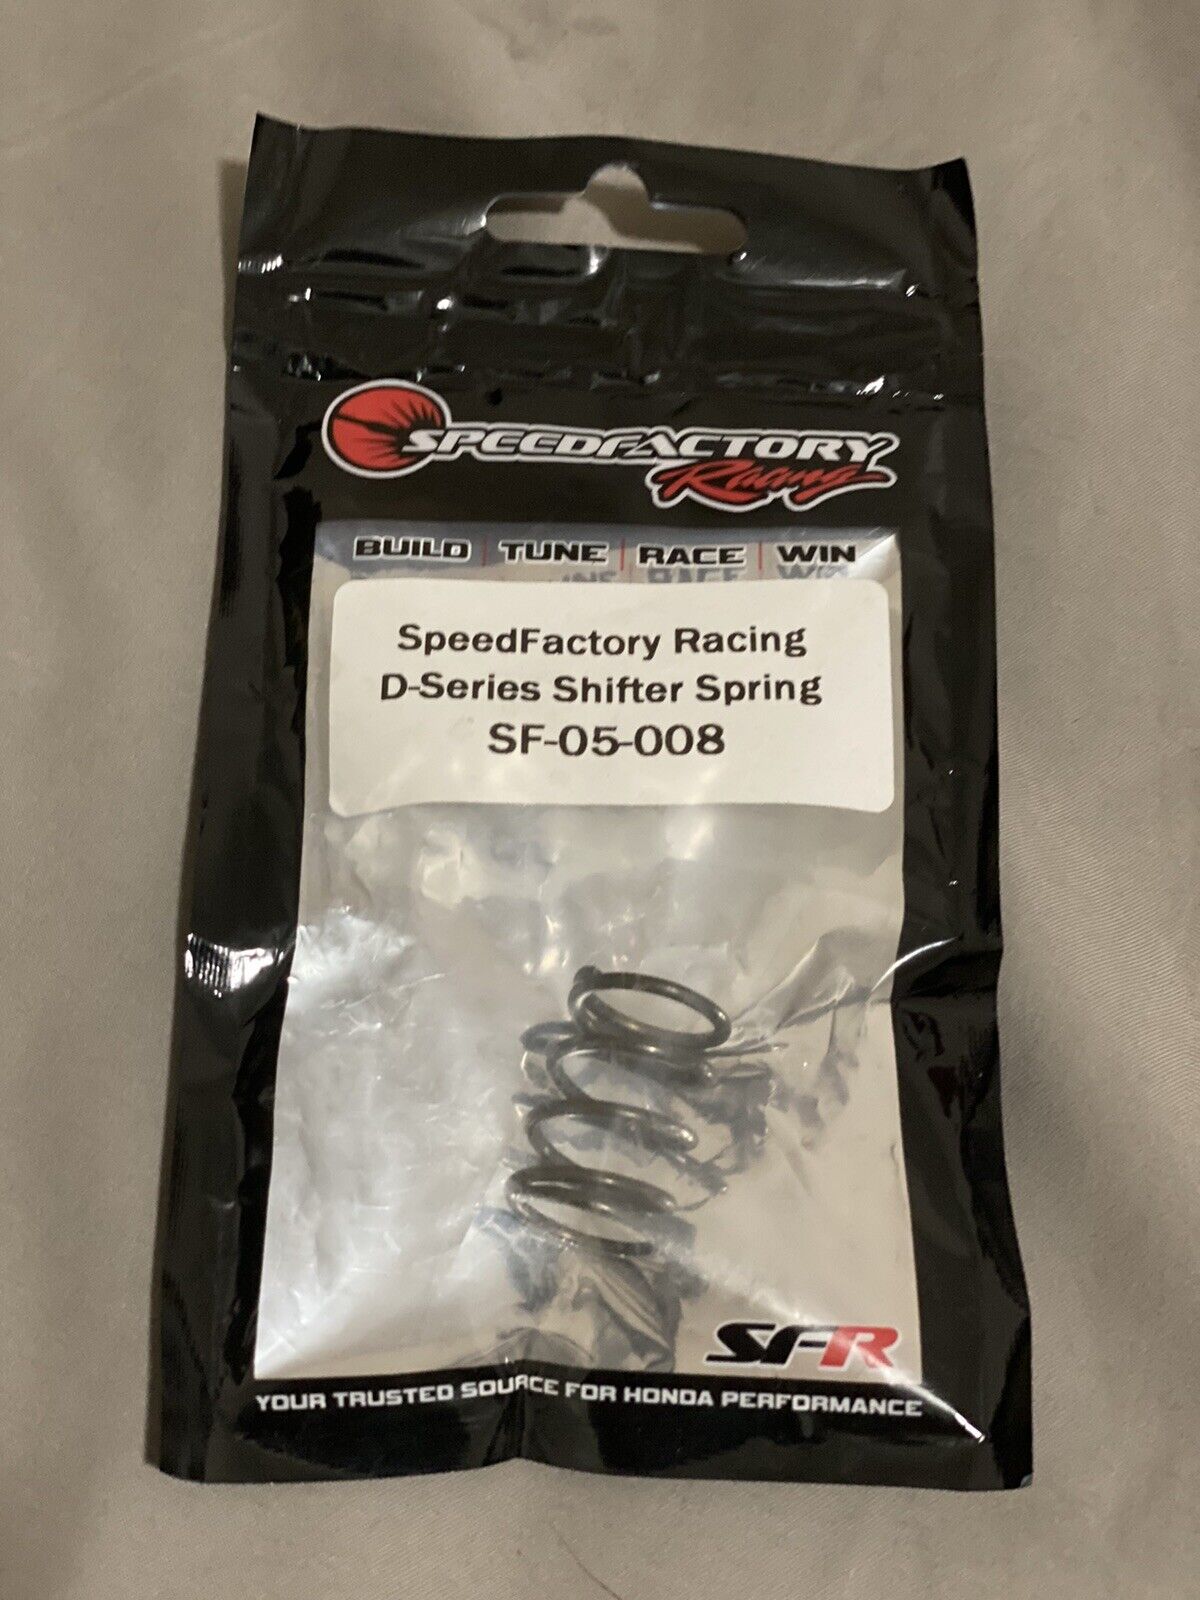 SPEEDFACTORY
Racing
BUILD | TUNE | RACE | WIN
SpeedFactory Racing
D-Series Shifter Spring
SF-05-008
SFR
YOUR TRUSTED SOURCE FOR HONDA PERFORMANCE